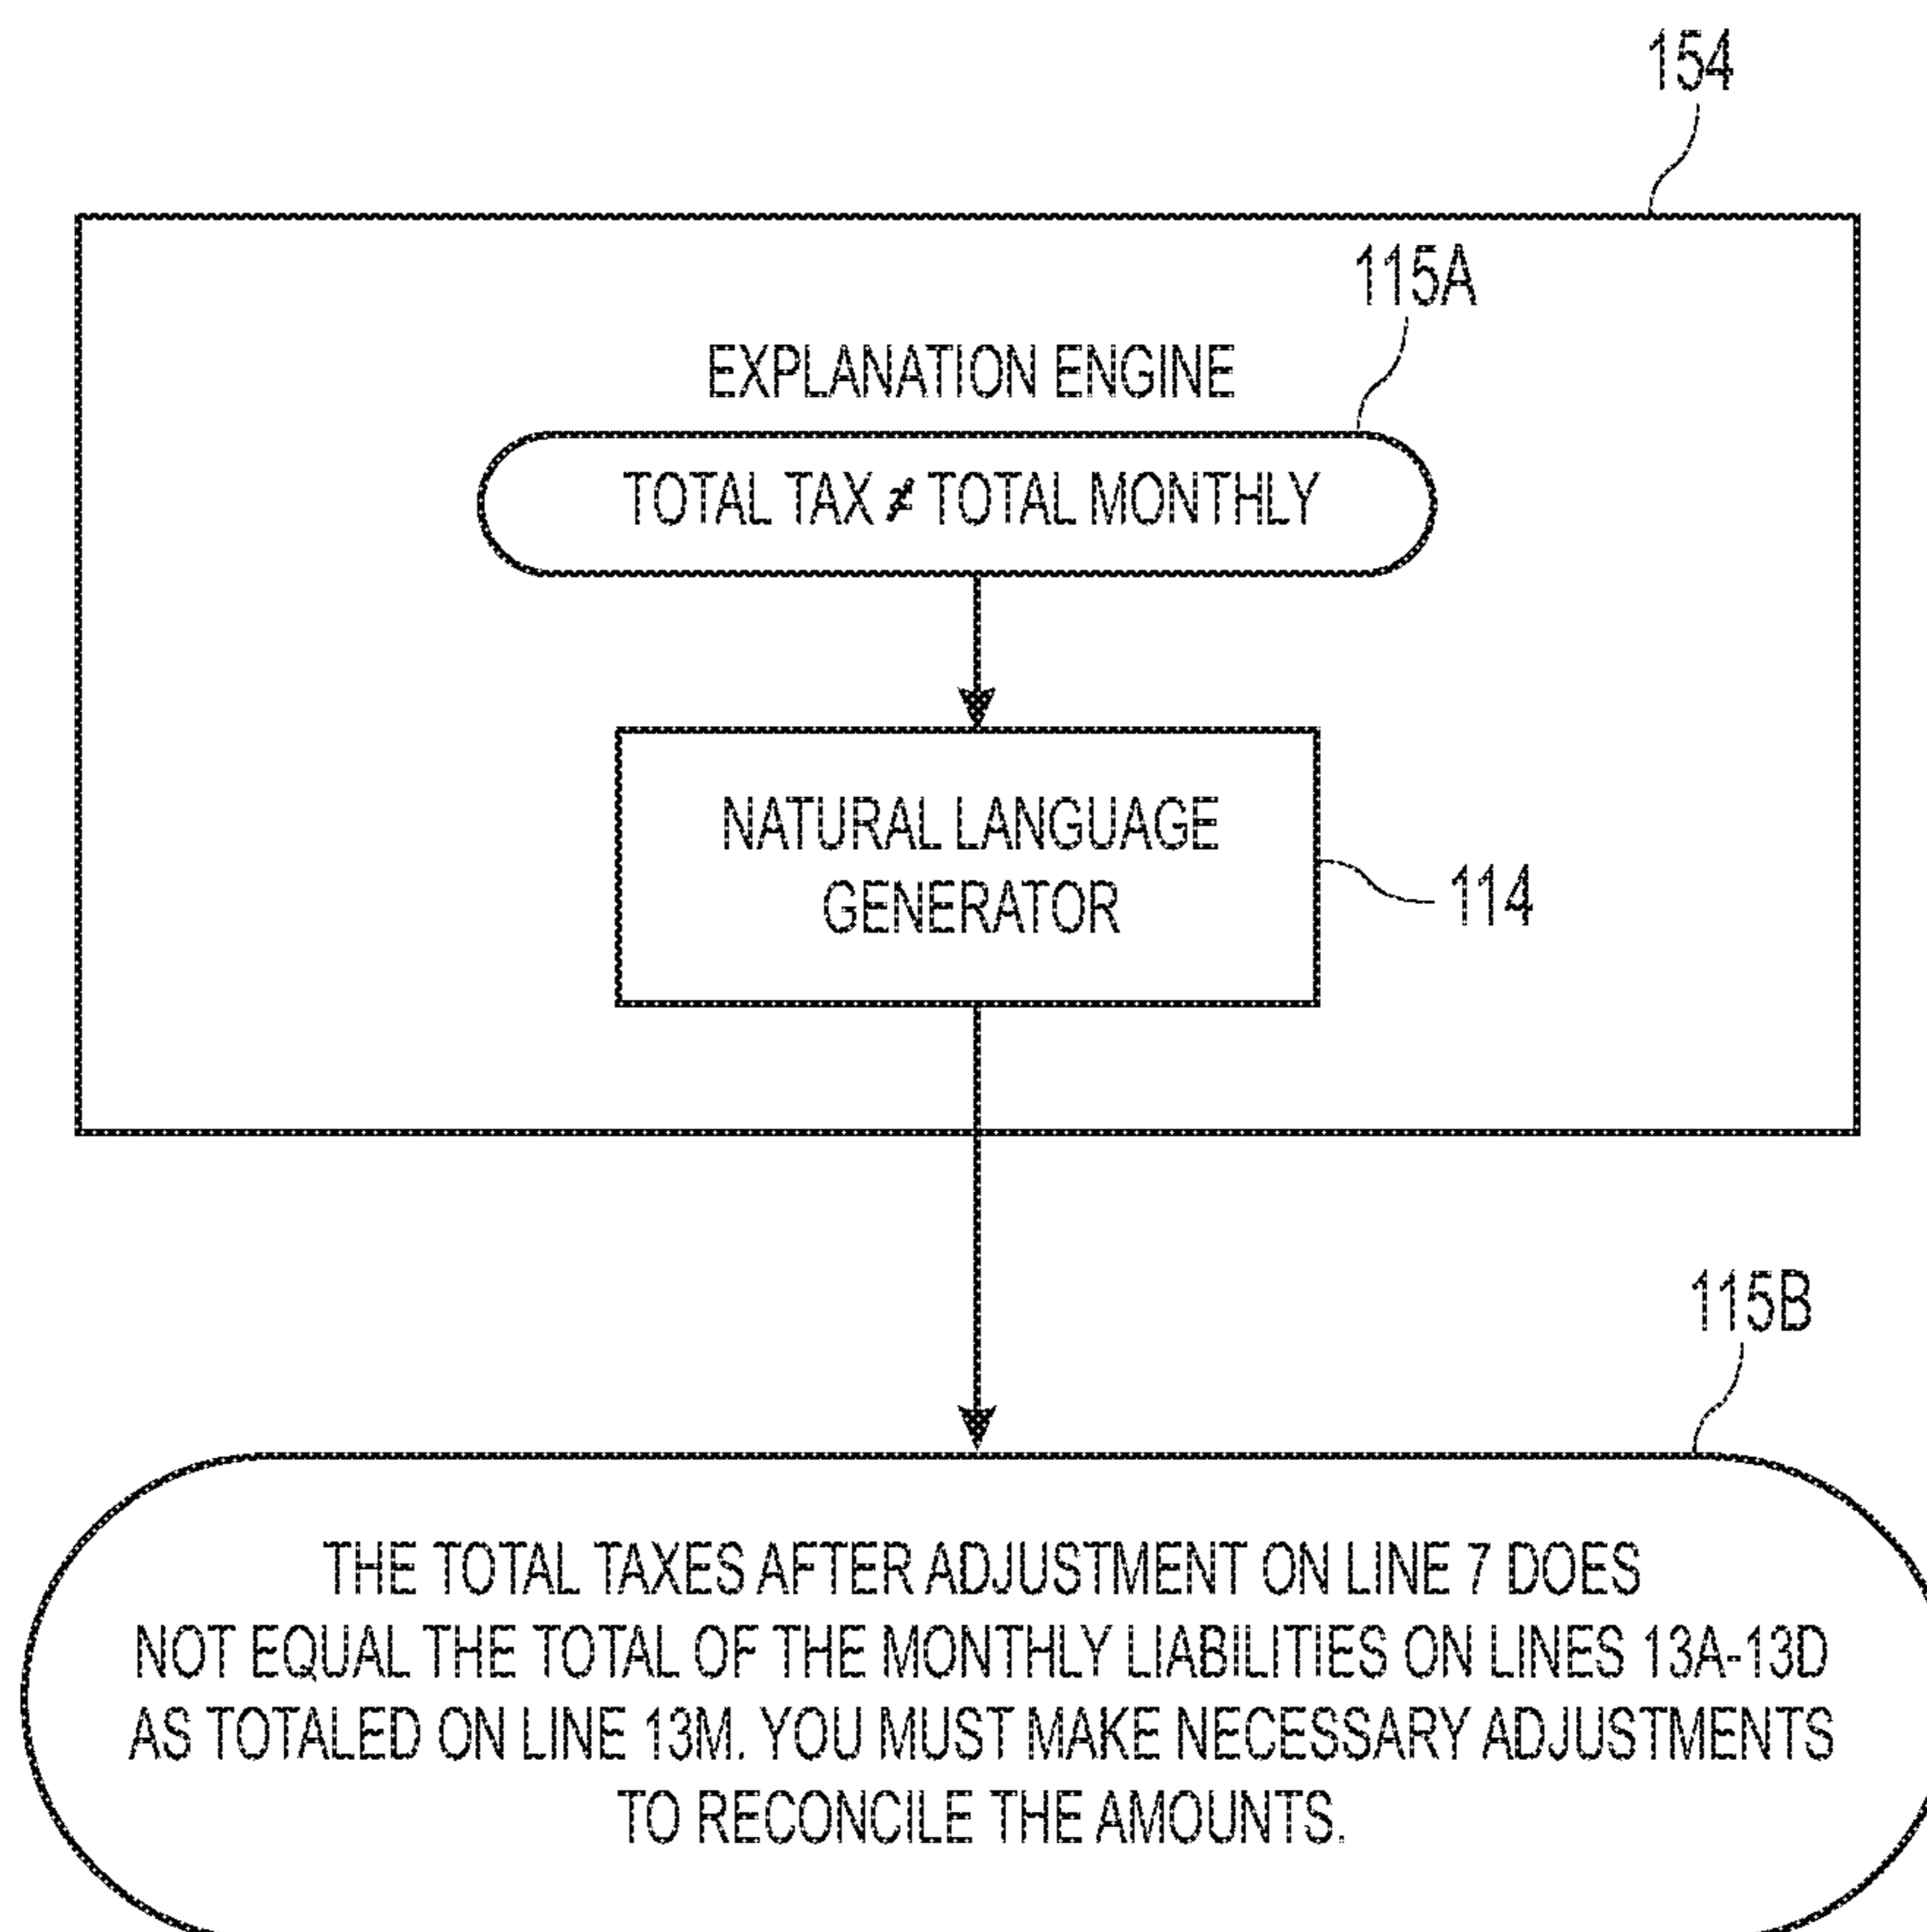 154
115A
EXPLANATION ENGINE
TOTAL TAX ≠ TOTAL MONTHLY
NATURAL LANGUAGE
GENERATOR
114
115B
THE TOTAL TAXES AFTER ADJUSTMENT ON LINE 7 DOES
NOT EQUAL THE TOTAL OF THE MONTHLY LIABILITIES ON LINES 13A-13D
AS TOTALED ON LINE 13M. YOU MUST MAKE NECESSARY ADJUSTMENTS
TO RECONCILE THE AMOUNTS.